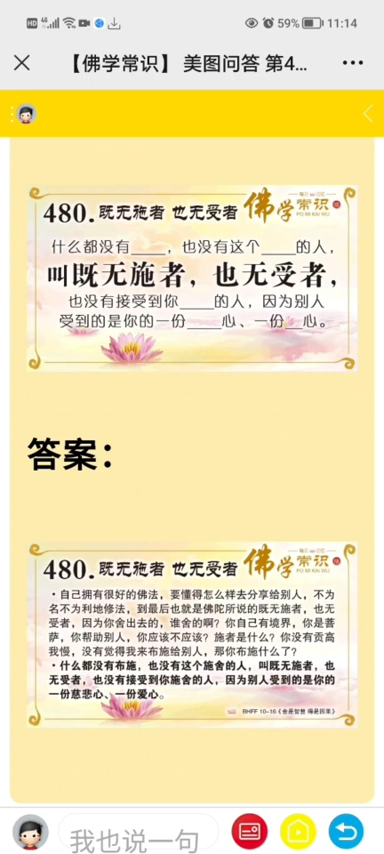 HD 59% 11:14
【佛学常识】 美图问答 第4...
480.既无施者 也无受者 佛学常识
什么都没有____，也没有这个____的人，
叫既无施者，也无受者，
也没有接受到你____的人，因为别人
受到的是你的一份____心、一份__心。
答案：
480.既无施者 也无受者 佛学常识
・自己拥有很好的佛法，要懂得怎么样去分享给别人，不为
名不为利地修法，到最后也就是佛陀所说的既无施者，也无
受者，因为你舍出去的，谁舍的啊？你自己有境界，你是菩
萨，你帮助别人，你应该不应该？施者是什么？你没有贡高
我慢，没有觉得我来布施给别人，那你布施什么了？
・什么都没有布施，也没有这个施舍的人，叫既无施者，也
无受者，也没有接受到你施舍的人，因为别人受到的是你的
一份慈悲心、一份爱心。
BHFF 10-16《舍是智慧 得是因果》
我也说一句